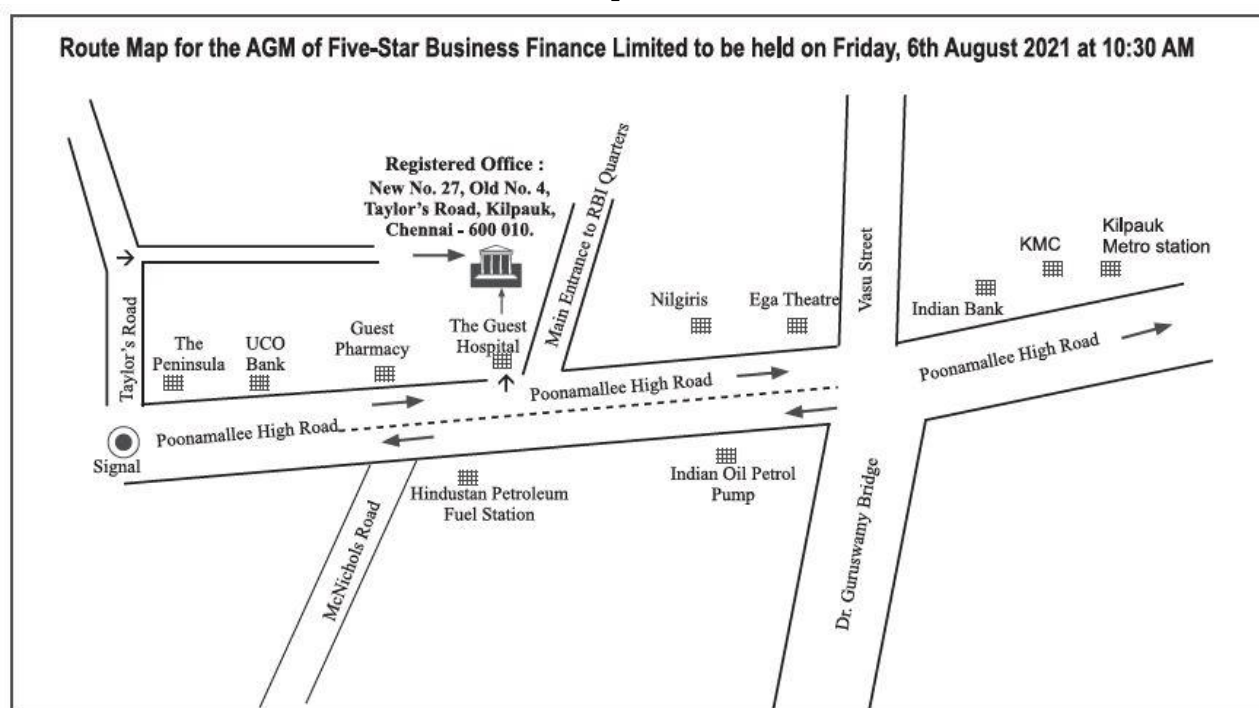 Route Map for the AGM of Five-Star Business Finance Limited to be held on Friday, 6th August 2021 at 10:30 AM
Registered Office :
New No. 27, Old No. 4,
Taylor's Road, Kilpauk,
Chennai - 600 010.
Main Entrance to RBI Quarters
Vasu Street
KMC
Kilpauk
Metro station
Indian Bank
Nilgiris
Ega Theatre
Taylor's Road
The
Peninsula
UCO
Bank
Guest
Pharmacy
The Guest
Hospital
Poonamallee High Road
Poonamallee High Road
Poonamallee High Road
Signal
Hindustan Petroleum
Fuel Station
Indian Oil Petrol
Pump
McNichols Road
Dr. Guruswamy Bridge